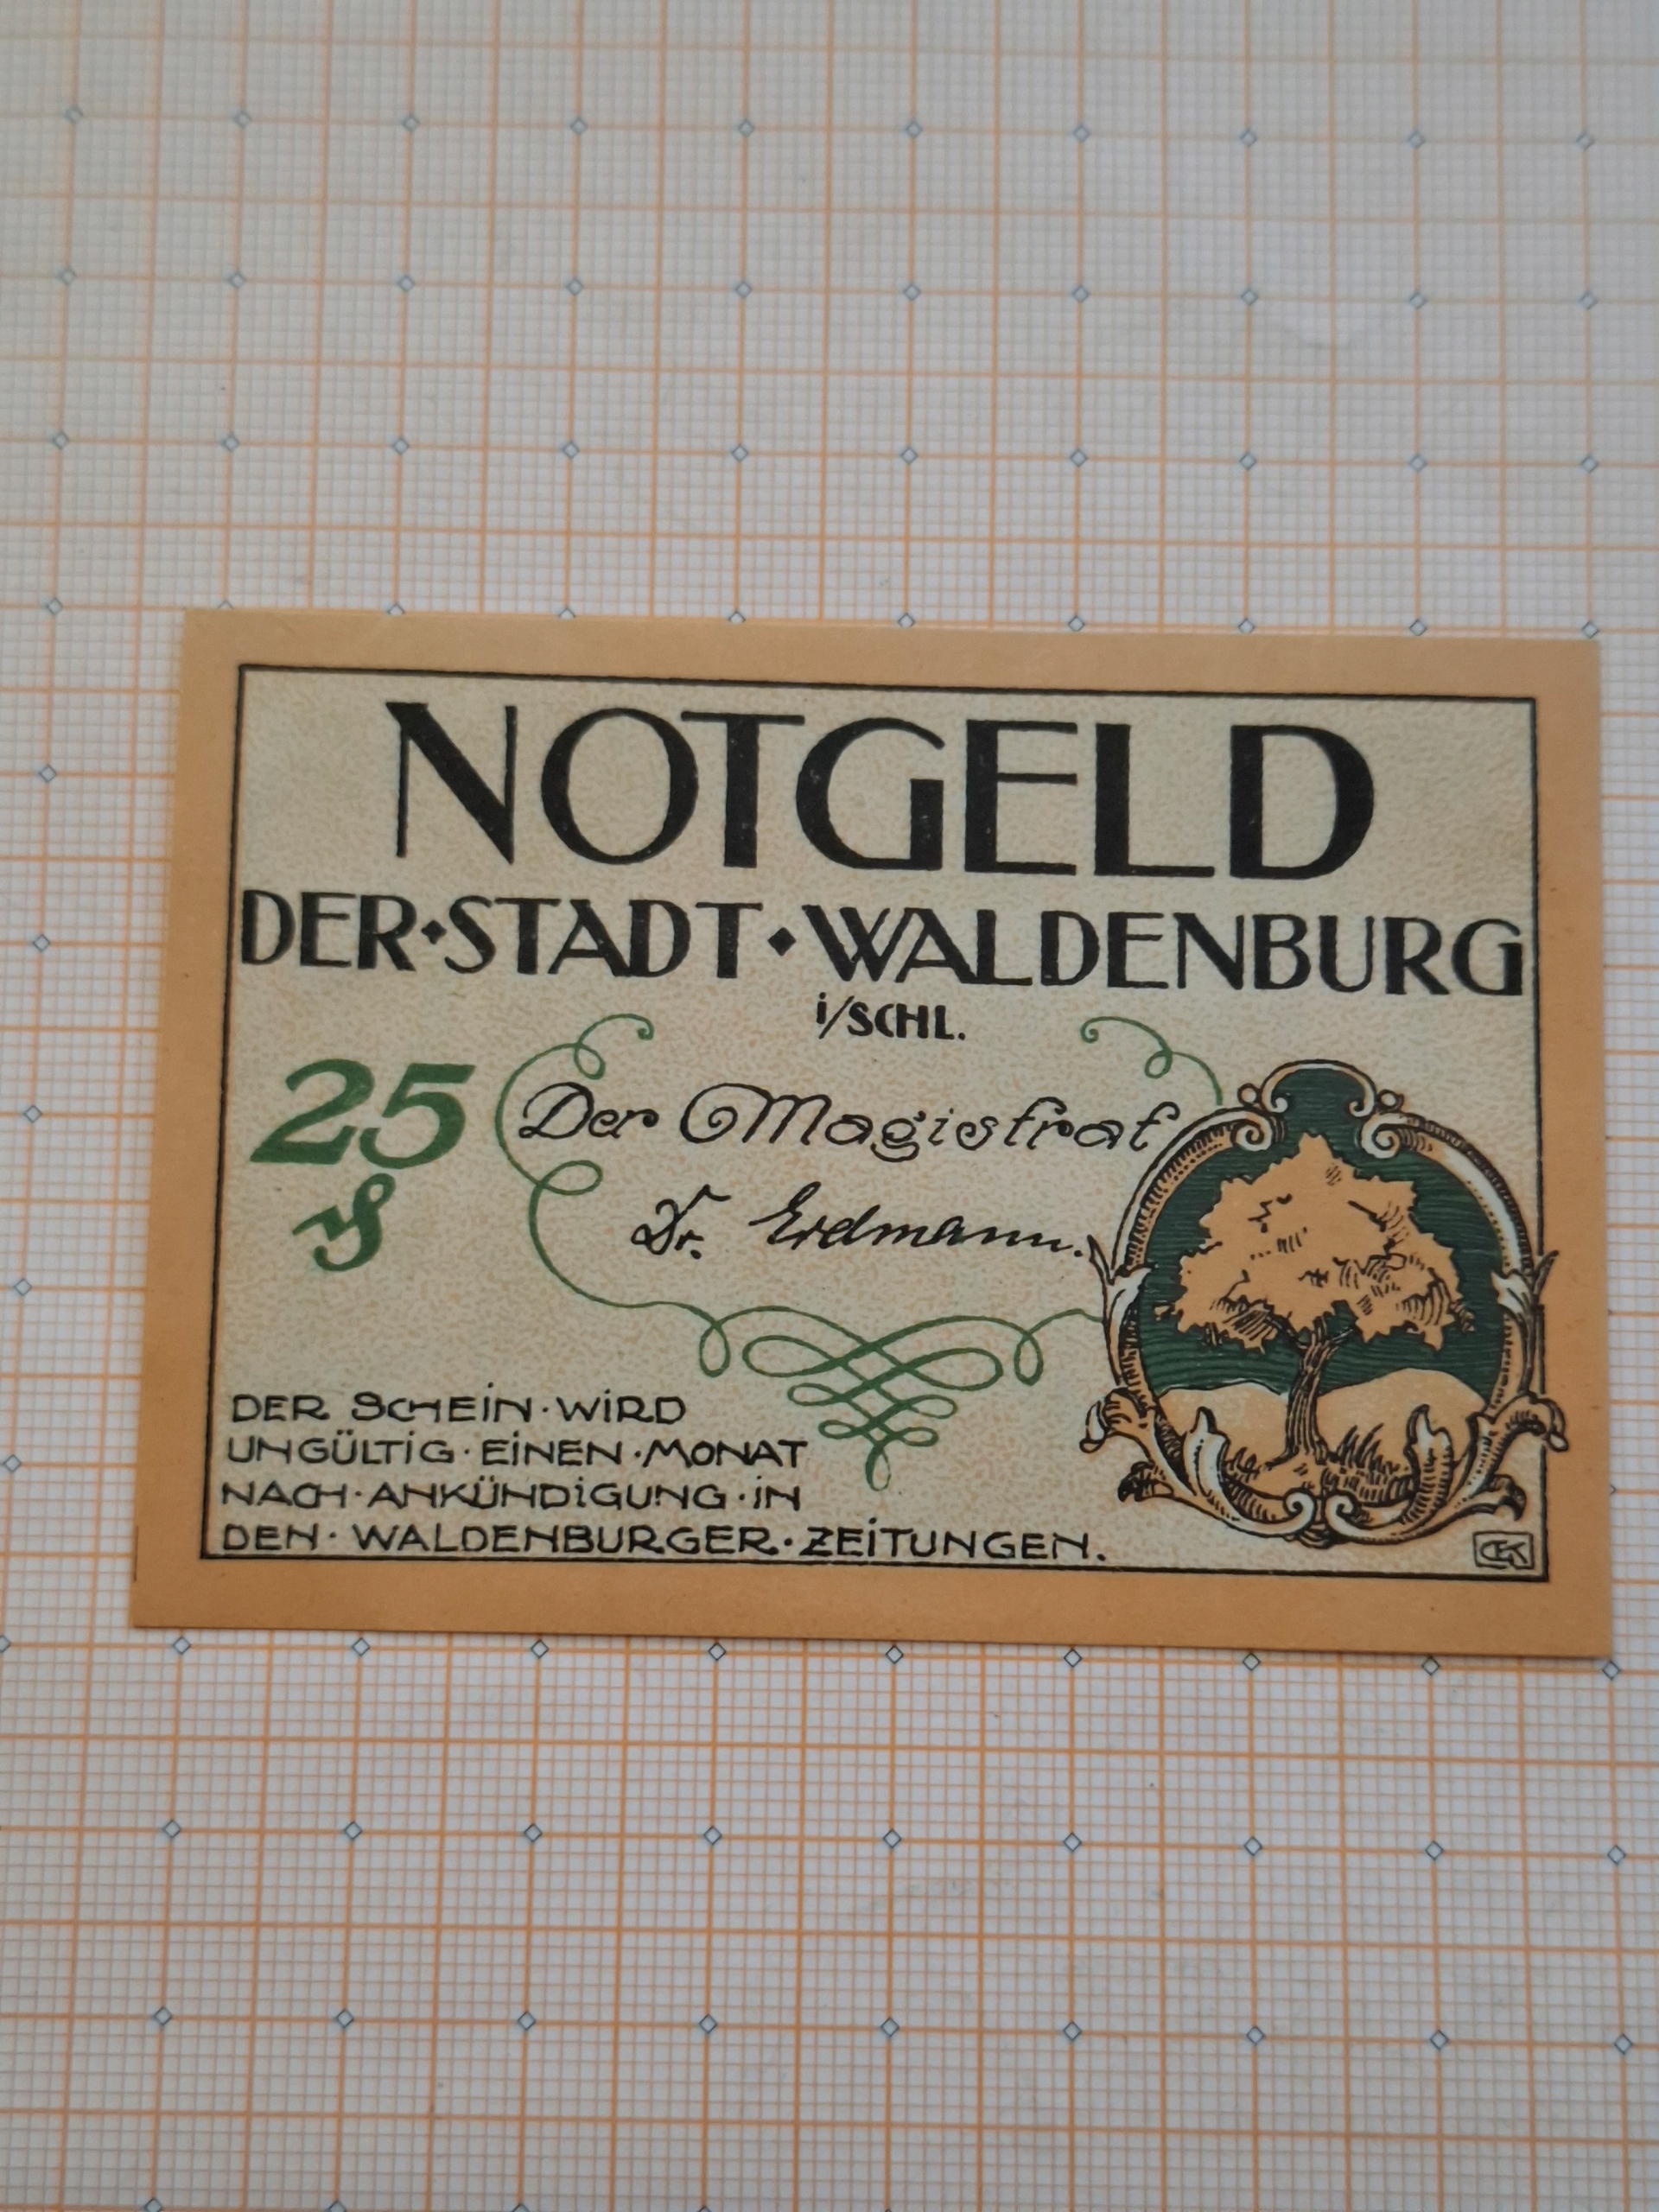 NOTGELD
DER·STADT·WALDENBURG
i/SCHL.
25
₰
Der Magistrat
Dr. Erdmann.
DER SCHEIN·WIRD
UNGÜLTIG·EINEN·MONAT
NACH·ANKÜNDIGUNG·IN
DEN·WALDENBURGER·ZEITUNGEN.